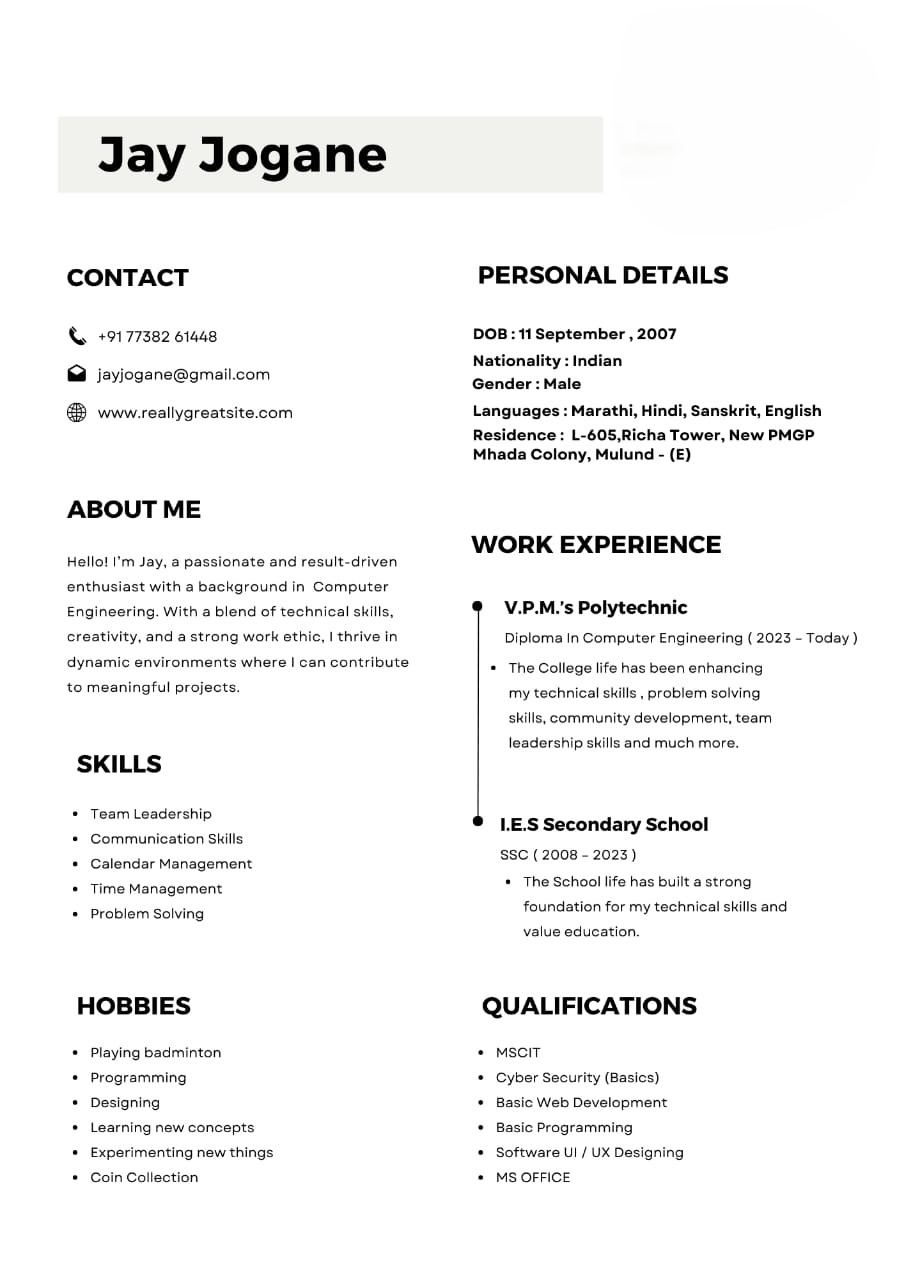 Jay Jogane
CONTACT
+91 77382 61448
jayjogane@gmail.com
www.reallygreatsite.com
ABOUT ME
Hello! I'm Jay, a passionate and result-driven
enthusiast with a background in  Computer
Engineering. With a blend of technical skills,
creativity, and a strong work ethic, I thrive in
dynamic environments where I can contribute
to meaningful projects.
SKILLS
• Team Leadership
• Communication Skills
• Calendar Management
• Time Management
• Problem Solving
HOBBIES
• Playing badminton
• Programming
• Designing
• Learning new concepts
• Experimenting new things
• Coin Collection
PERSONAL DETAILS
DOB : 11 September , 2007
Nationality : Indian
Gender : Male
Languages : Marathi, Hindi, Sanskrit, English
Residence :  L-605,Richa Tower, New PMGP
Mhada Colony, Mulund - (E)
WORK EXPERIENCE
V.P.M.'s Polytechnic
Diploma In Computer Engineering ( 2023 – Today )
• The College life has been enhancing
my technical skills , problem solving
skills, community development, team
leadership skills and much more.
I.E.S Secondary School
SSC ( 2008 – 2023 )
• The School life has built a strong
foundation for my technical skills and
value education.
QUALIFICATIONS
• MSCIT
• Cyber Security (Basics)
• Basic Web Development
• Basic Programming
• Software UI / UX Designing
• MS OFFICE